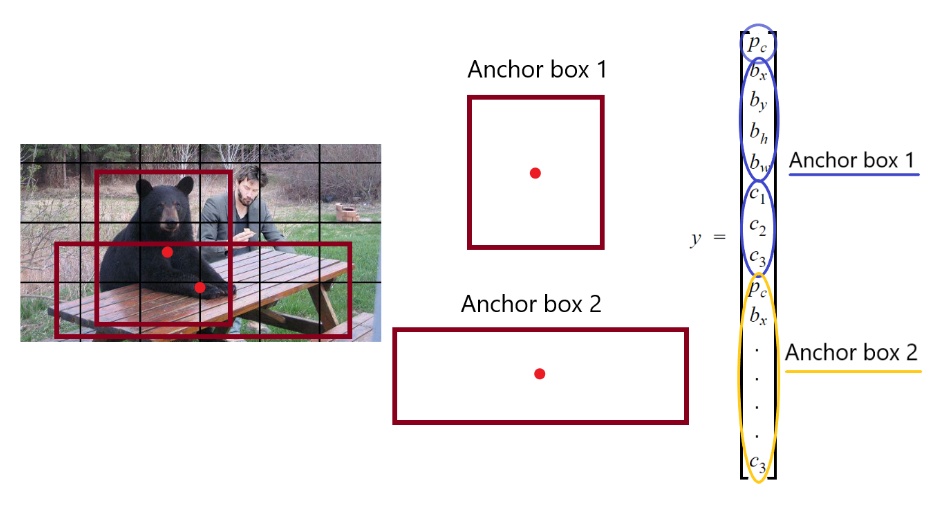 Anchor box 1
Anchor box 2
y =
p_c
b_x
b_y
b_h
b_w
c_1
c_2
c_3
p_c
b_x
.
.
.
.
c_3
Anchor box 1
Anchor box 2